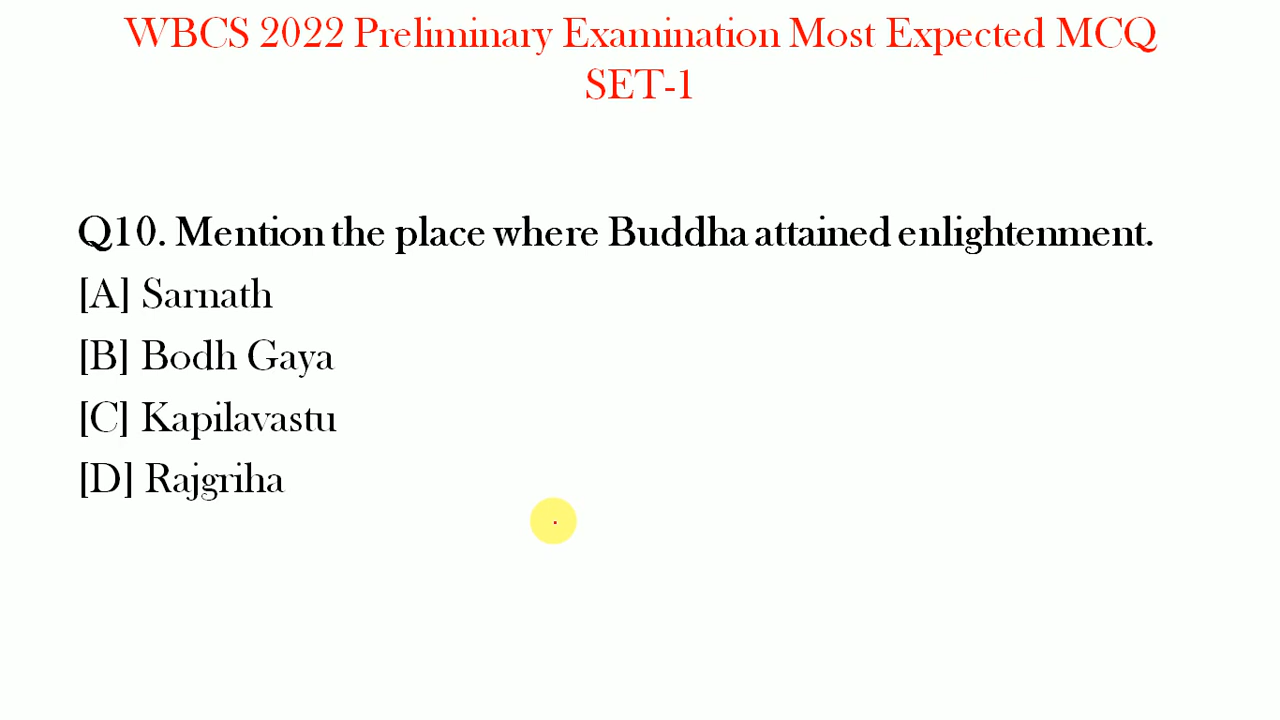 WBCS 2022 Preliminary Examination Most Expected MCQ
SET-1
Q10. Mention the place where Buddha attained enlightenment.
[A] Sarnath
[B] Bodh Gaya
[C] Kapilavastu
[D] Rajgriha